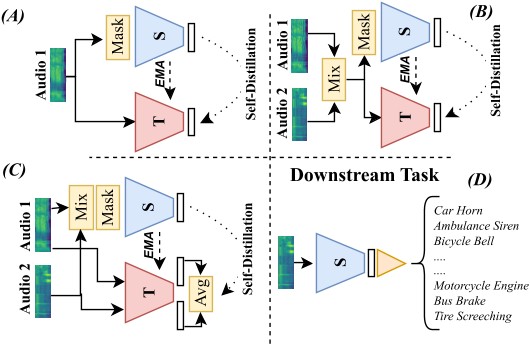 (A)
Audio 1
Mask
S
EMA
T
Self-Distillation
(B)
Audio 1
Audio 2
Mix
Mask
S
EMA
T
Self-Distillation
(C)
Audio 1
Audio 2
Mix
Mask
S
EMA
T
Avg
Self-Distillation
Downstream Task
(D)
S
Car Horn
Ambulance Siren
Bicycle Bell
....
....
Motorcycle Engine
Bus Brake
Tire Screeching